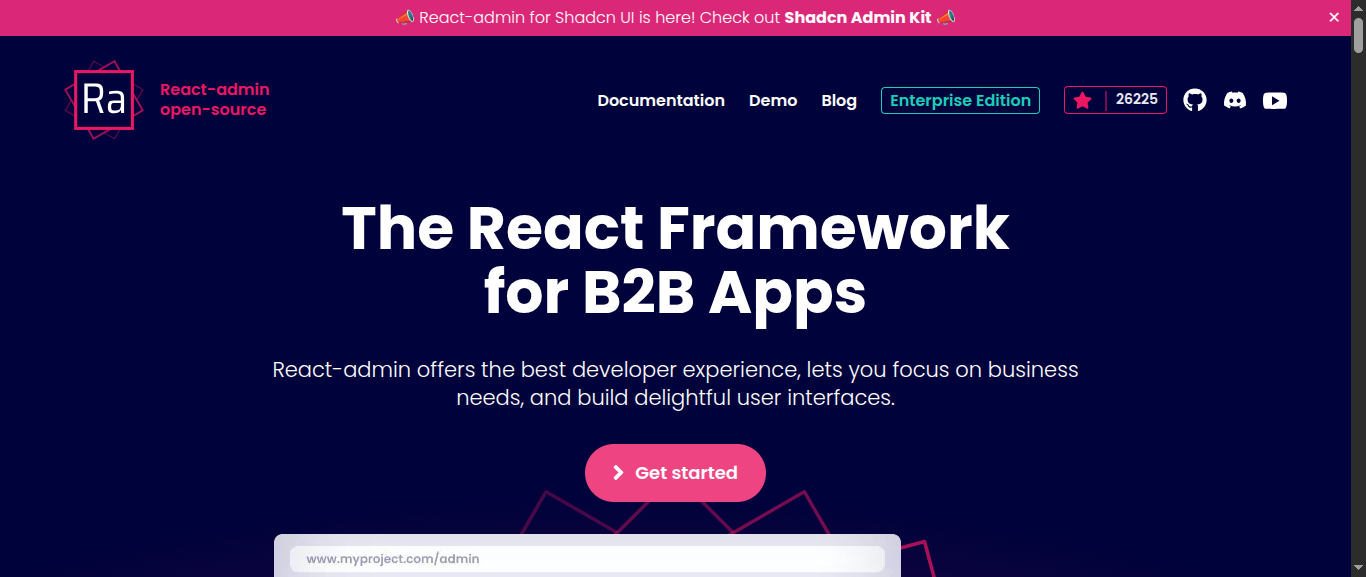 📣 React-admin for Shadcn UI is here! Check out Shadcn Admin Kit 📣 ×
Ra
React-admin
open-source
Documentation Demo Blog Enterprise Edition 26225
The React Framework
for B2B Apps
React-admin offers the best developer experience, lets you focus on business
needs, and build delightful user interfaces.
Get started
www.myproject.com/admin